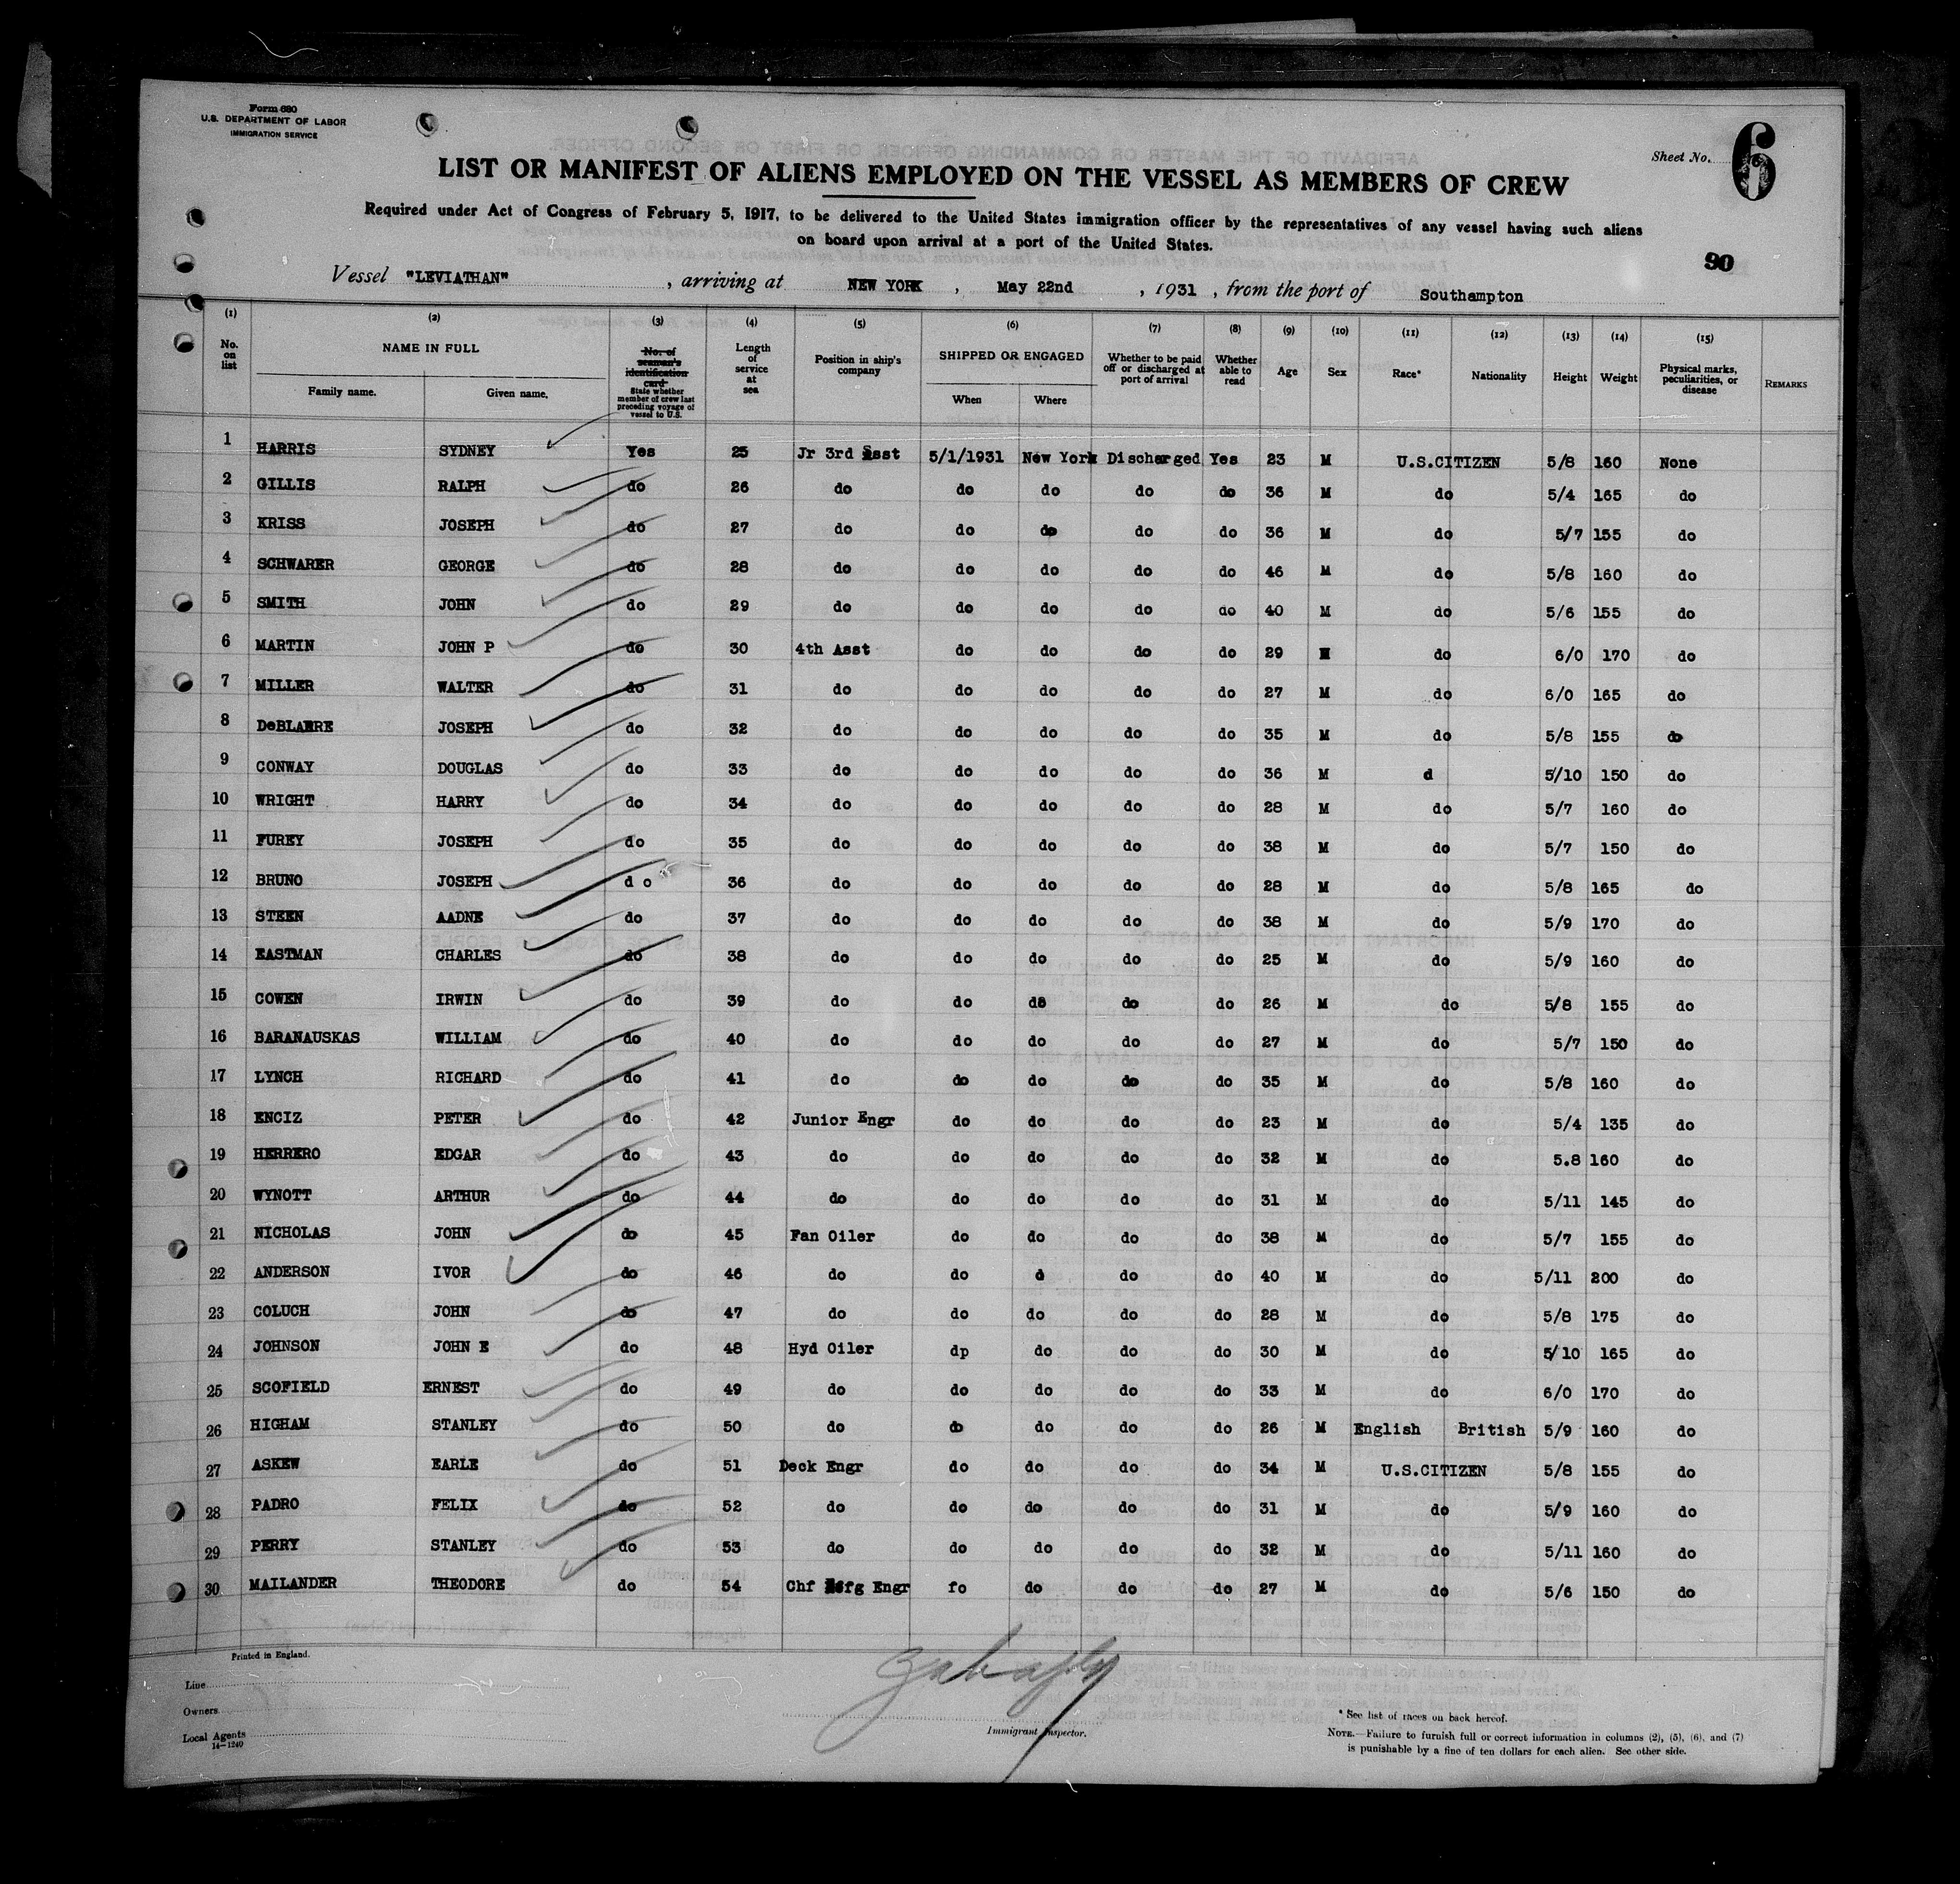 Form 680
U.S. DEPARTMENT OF LABOR
IMMIGRATION SERVICE
Sheet No. 6
LIST OR MANIFEST OF ALIENS EMPLOYED ON THE VESSEL AS MEMBERS OF CREW
Required under Act of Congress of February 5, 1917, to be delivered to the United States immigration officer by the representatives of any vessel having such aliens
on board upon arrival at a port of the United States.
90
Vessel "LEVIATHAN", arriving at NEW YORK, May 22nd, 1931, from the port of Southampton
(1) (2) (3) (4) (5) (6) (7) (8) (9) (10) (11) (12) (13) (14) (15)
No. on list
NAME IN FULL
Family name. Given name.
No. of seaman's identification card
State whether member of crew last preceding voyage of vessel to U.S.
Length of service at sea
Position in ship's company
SHIPPED OR ENGAGED
When Where
Whether to be paid off or discharged at port of arrival
Whether able to read
Age
Sex
Race*
Nationality
Height
Weight
Physical marks, peculiarities, or disease
REMARKS
1 HARRIS SYDNEY Yes 25 Jr 3rd Asst 5/1/1931 New York Discharged Yes 23 M U.S.CITIZEN 5/8 160 None
2 GILLIS RALPH do 26 do do do do do 36 M do 5/4 165 do
3 KRISS JOSEPH do 27 do do do do do 36 M do 5/7 155 do
4 SCHWARER GEORGE do 28 do do do do do 46 M do 5/8 160 do
5 SMITH JOHN do 29 do do do do do 40 M do 5/6 155 do
6 MARTIN JOHN P do 30 4th Asst do do do do 29 M do 6/0 170 do
7 MILLER WALTER do 31 do do do do do 27 M do 6/0 165 do
8 DeBLAERE JOSEPH do 32 do do do do do 35 M do 5/8 155 do
9 CONWAY DOUGLAS do 33 do do do do do 36 M d 5/10 150 do
10 WRIGHT HARRY do 34 do do do do do 28 M do 5/7 160 do
11 FUREY JOSEPH do 35 do do do do do 38 M do 5/7 150 do
12 BRUNO JOSEPH d o 36 do do do do do 28 M do 5/8 165 do
13 STEEN AADNE do 37 do do do do do 38 M do 5/9 170 do
14 EASTMAN CHARLES do 38 do do do do do 25 M do 5/9 160 do
15 COWEN IRWIN do 39 do do do do do 26 M do 5/8 155 do
16 BARANAUSKAS WILLIAM do 40 do do do do do 27 M do 5/7 150 do
17 LYNCH RICHARD do 41 do do do do do 35 M do 5/8 160 do
18 ENCIZ PETER do 42 Junior Engr do do do do 23 M do 5/4 135 do
19 HERRERO EDGAR do 43 do do do do do 32 M do 5.8 160 do
20 WYNOTT ARTHUR do 44 do do do do do 31 M do 5/11 145 do
21 NICHOLAS JOHN do 45 Fan Oiler do do do do 38 M do 5/7 155 do
22 ANDERSON IVOR do 46 do do d do do 40 M do 5/11 200 do
23 COLUCH JOHN do 47 do do do do do 28 M do 5/8 175 do
24 JOHNSON JOHN E do 48 Hyd Oiler dp do do do 30 M do 5/10 165 do
25 SCOFIELD ERNEST do 49 do do do do do 33 M do 6/0 170 do
26 HIGHAM STANLEY do 50 do do do do do 26 M English British 5/9 160 do
27 ASKEW EARLE do 51 Deck Engr do do do do 34 M U.S.CITIZEN 5/8 155 do
28 PADRO FELIX do 52 do do do do do 31 M do 5/9 160 do
29 PERRY STANLEY do 53 do do do do do 32 M do 5/11 160 do
30 MAILANDER THEODORE do 54 Chf Engr fo do do do 27 M do 5/6 150 do
Printed in England.
Line
Owners
Local Agents
14-1240
Immigrant Inspector.
* See list of races on back hereof.
NOTE.—Failure to furnish full or correct information in columns (2), (5), (6), and (7)
is punishable by a fine of ten dollars for each alien. See other side.